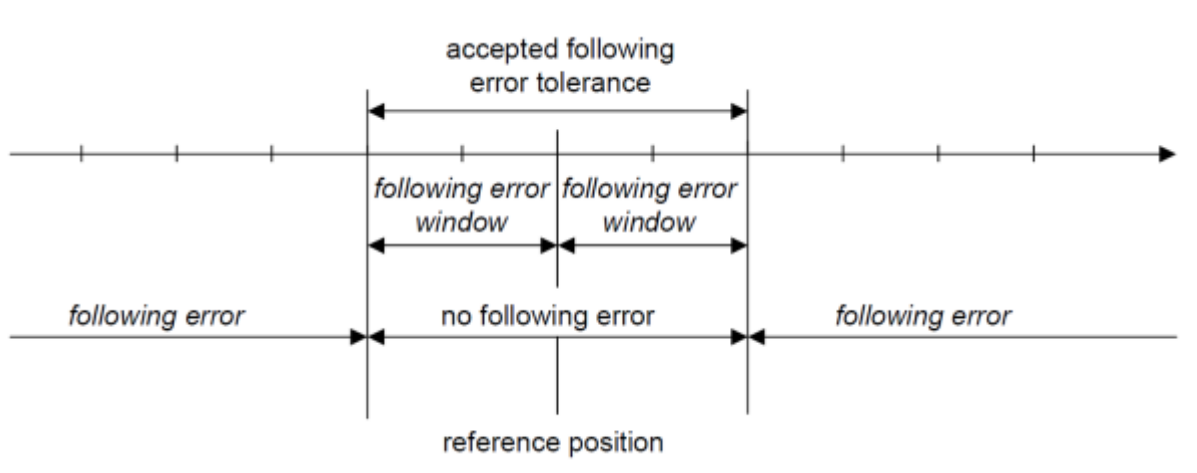 accepted following
error tolerance
following error following error
window window
following error no following error following error
reference position